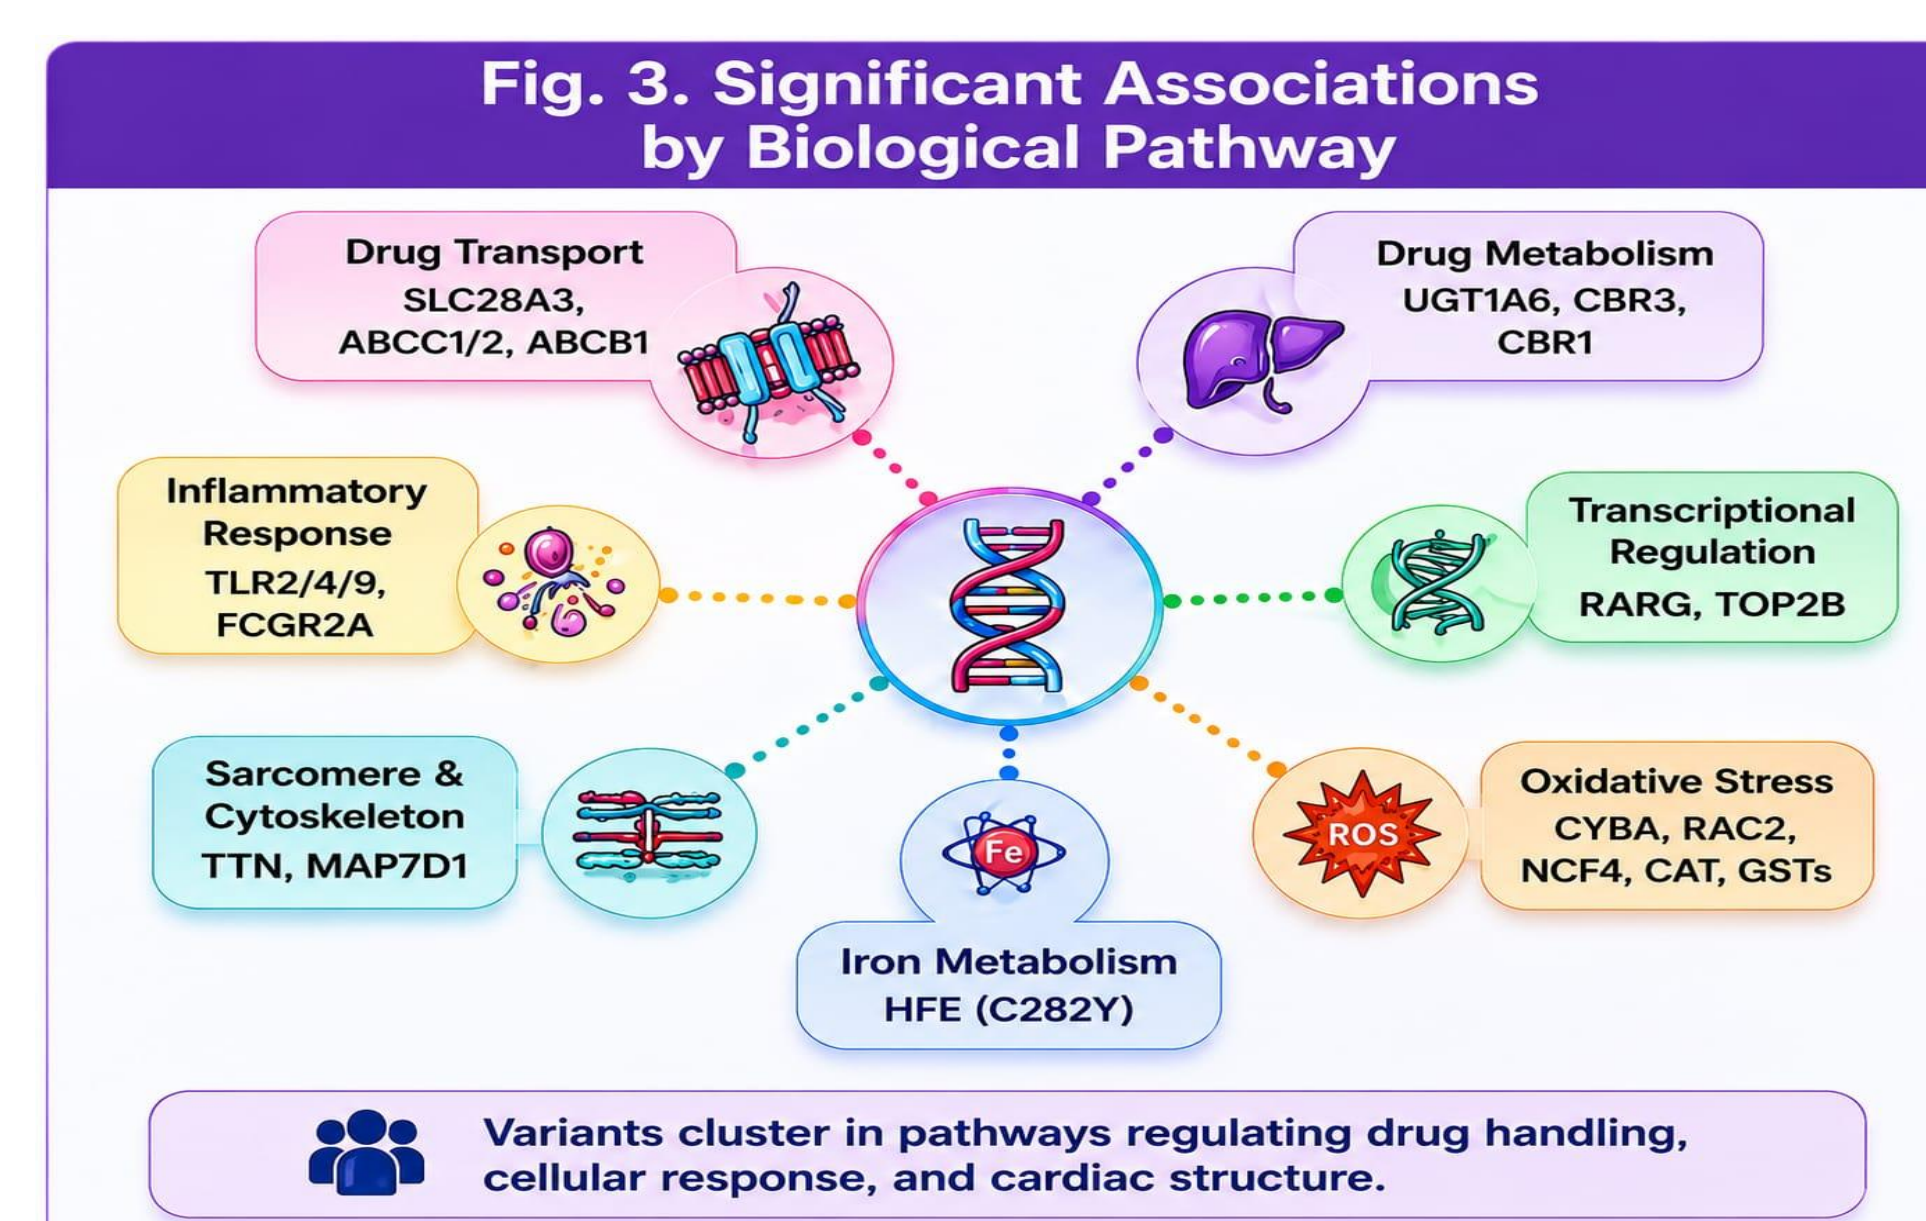 Fig. 3. Significant Associations
by Biological Pathway
Drug Transport
SLC28A3,
ABCC1/2, ABCB1
Drug Metabolism
UGT1A6, CBR3,
CBR1
Inflammatory
Response
TLR2/4/9,
FCGR2A
Transcriptional
Regulation
RARG, TOP2B
Sarcomere &
Cytoskeleton
TTN, MAP7D1
Fe
Iron Metabolism
HFE (C282Y)
ROS
Oxidative Stress
CYBA, RAC2,
NCF4, CAT, GSTs
Variants cluster in pathways regulating drug handling,
cellular response, and cardiac structure.